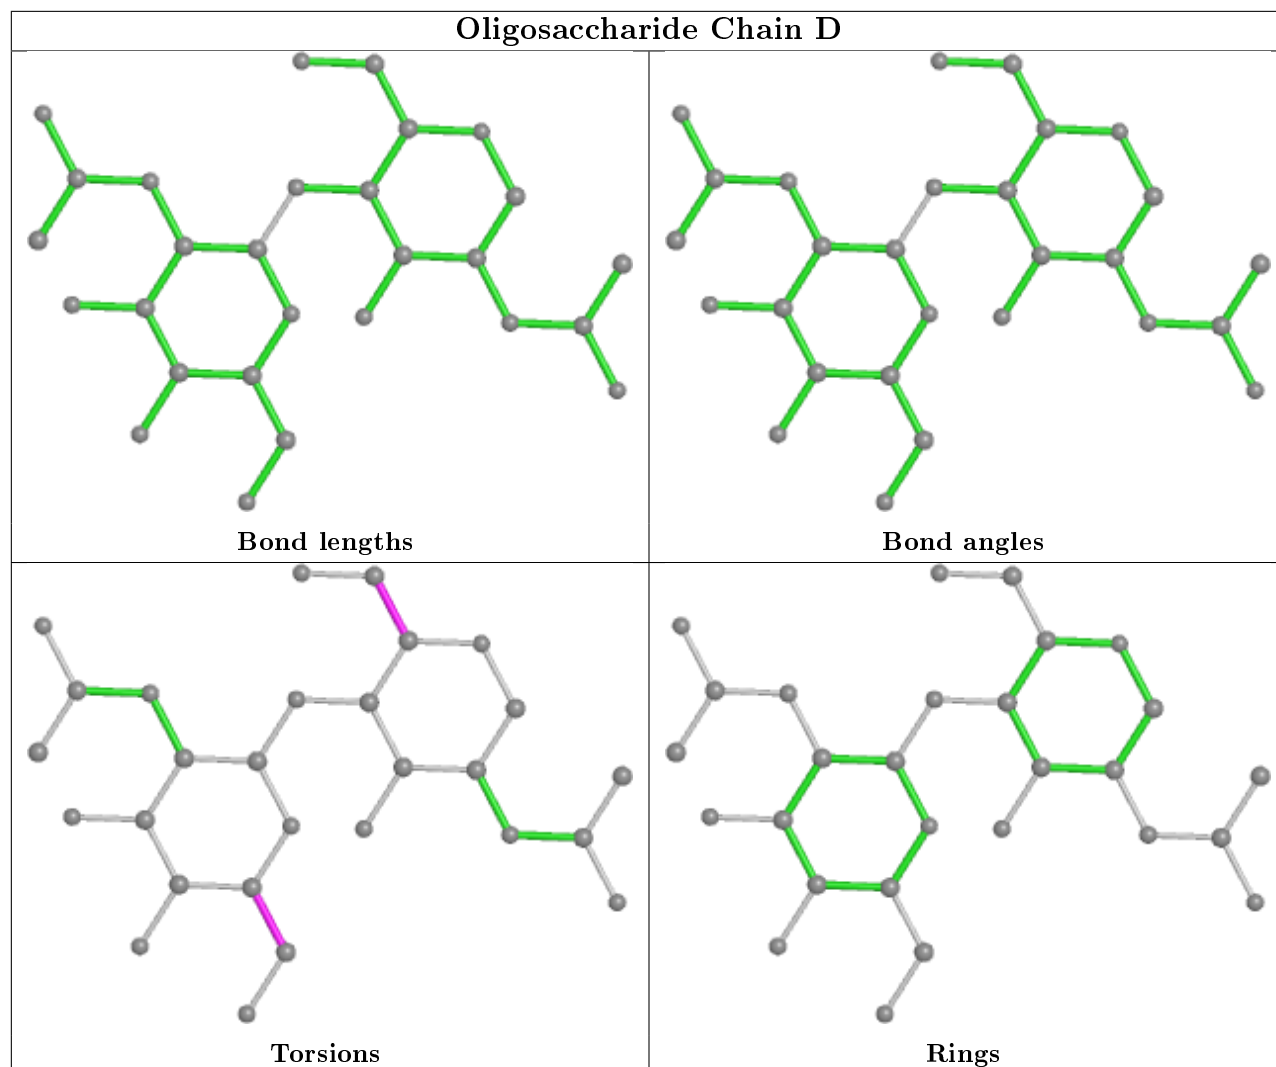 Oligosaccharide Chain D
Bond lengths
Bond angles
Torsions
Rings